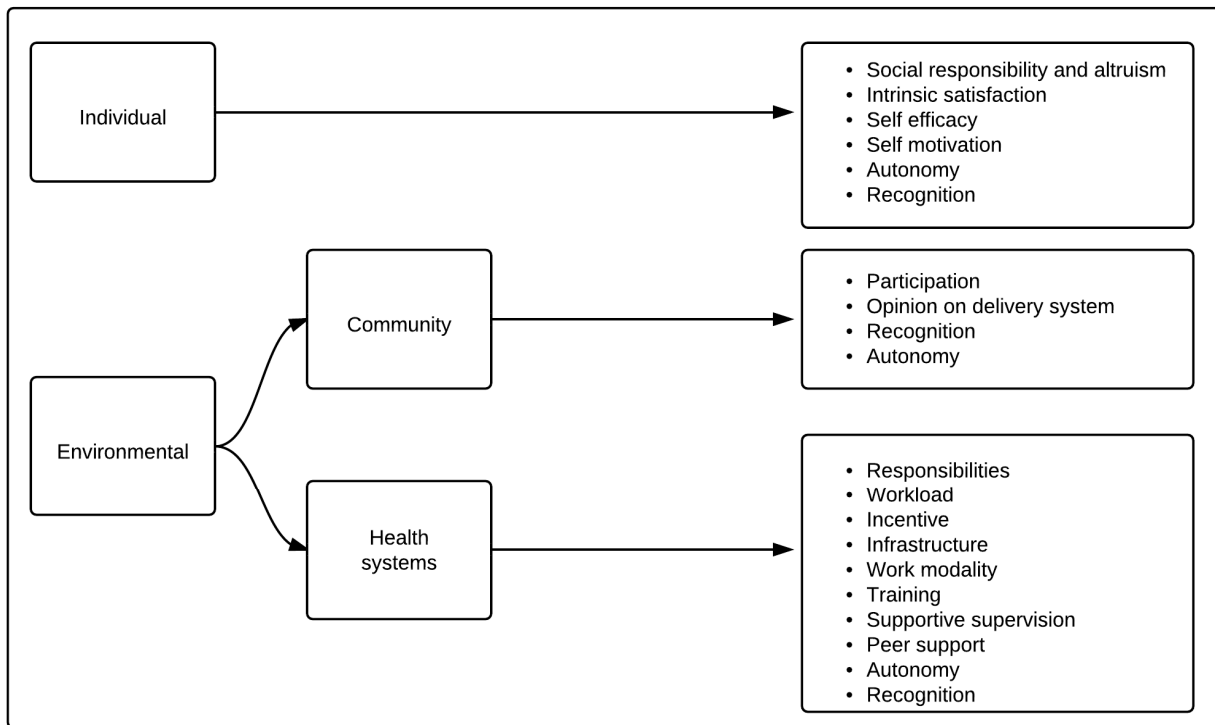 Individual
• Social responsibility and altruism
• Intrinsic satisfaction
• Self efficacy
• Self motivation
• Autonomy
• Recognition
Environmental
Community
• Participation
• Opinion on delivery system
• Recognition
• Autonomy
Health
systems
• Responsibilities
• Workload
• Incentive
• Infrastructure
• Work modality
• Training
• Supportive supervision
• Peer support
• Autonomy
• Recognition